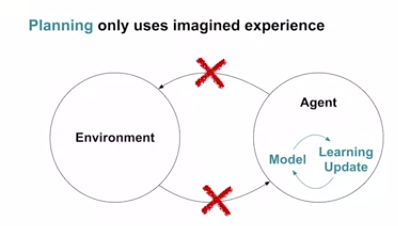 Planning only uses imagined experience
Environment
Agent
Model
Learning
Update